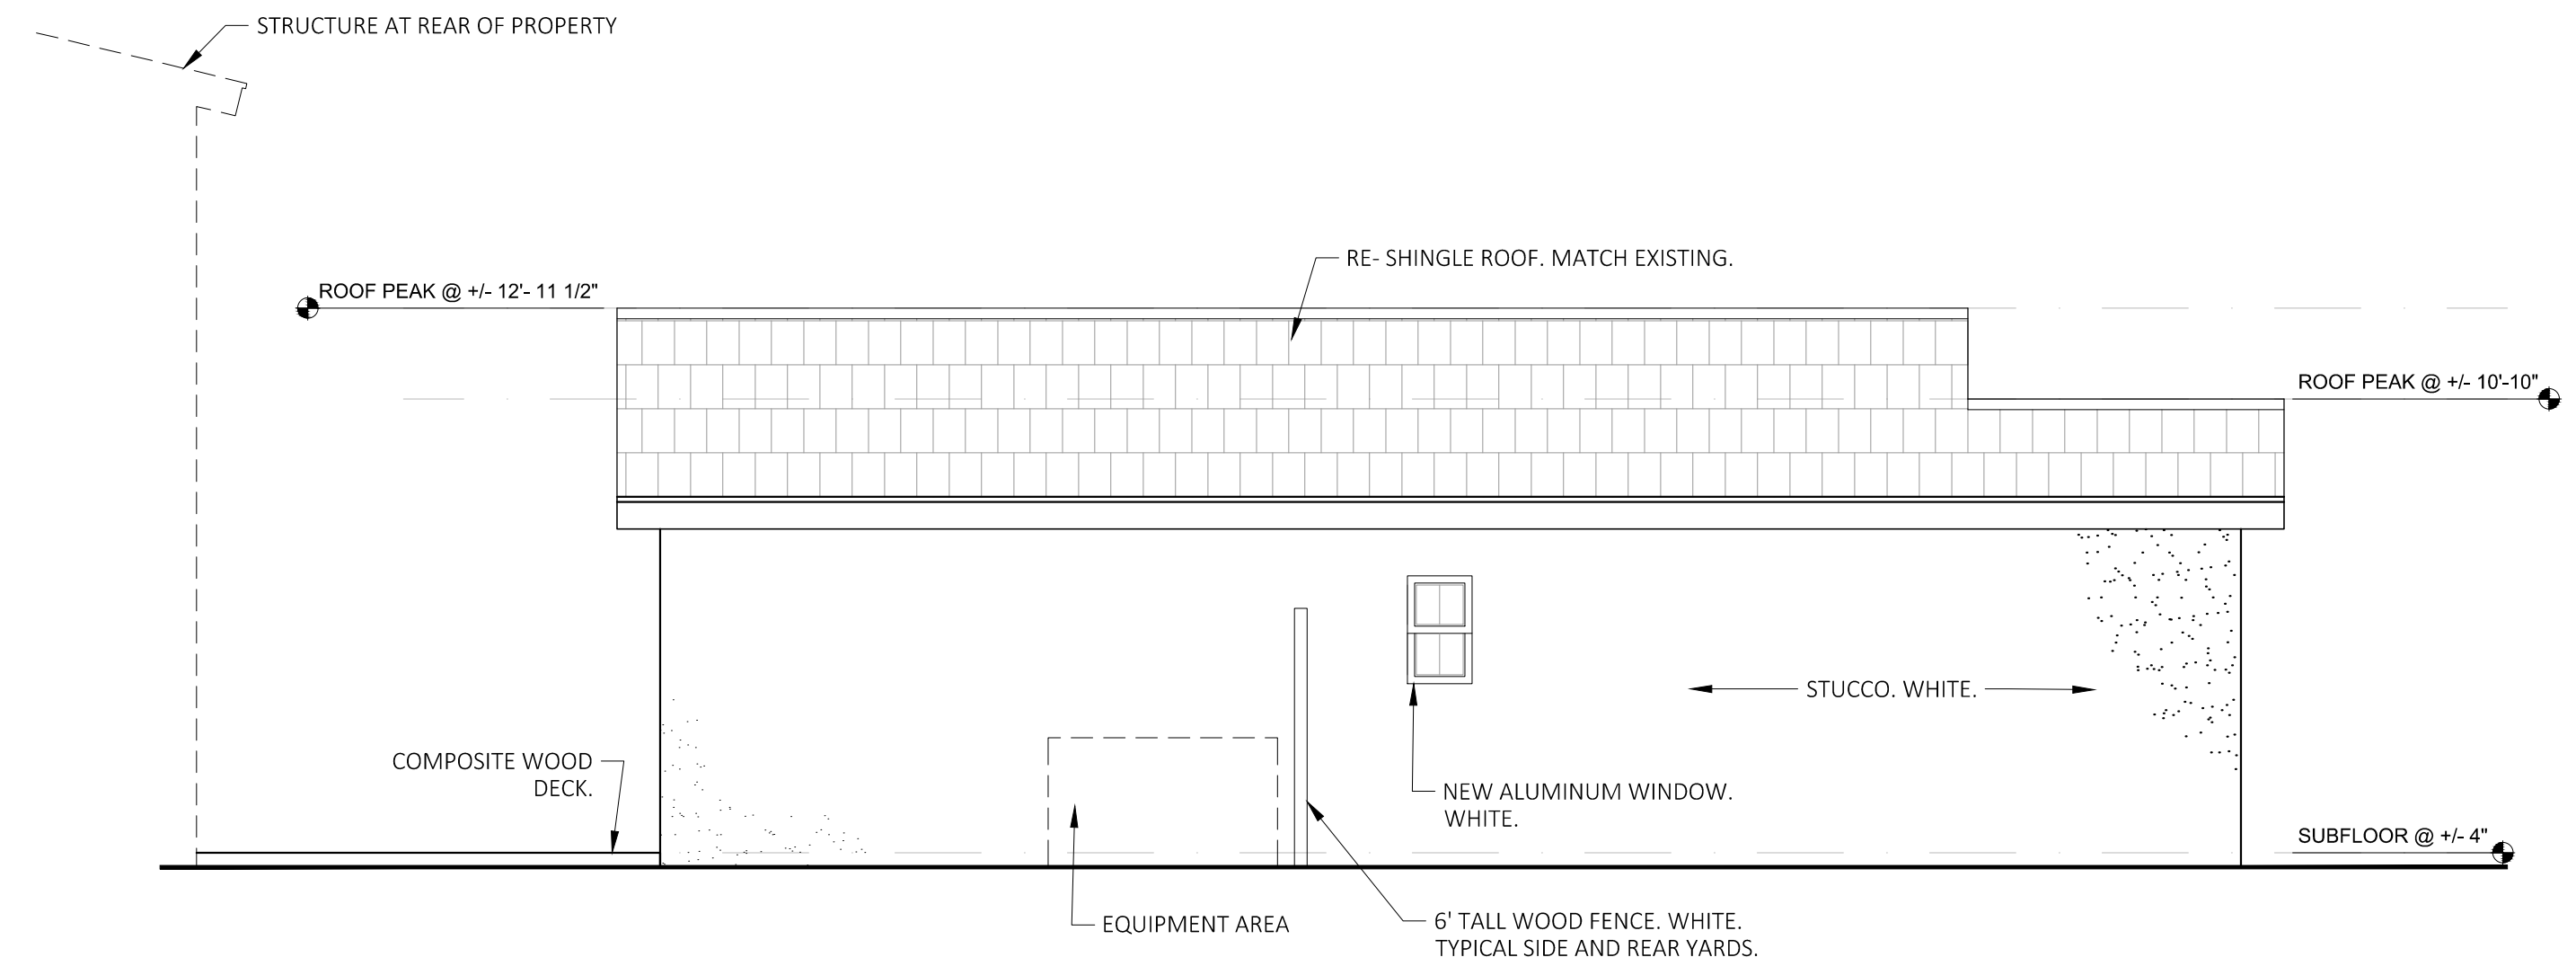 STRUCTURE AT REAR OF PROPERTY
RE- SHINGLE ROOF. MATCH EXISTING.
ROOF PEAK @ +/- 12'- 11 1/2"
ROOF PEAK @ +/- 10'-10"
STUCCO. WHITE.
COMPOSITE WOOD
DECK.
NEW ALUMINUM WINDOW.
WHITE.
SUBFLOOR @ +/- 4"
EQUIPMENT AREA
6' TALL WOOD FENCE. WHITE.
TYPICAL SIDE AND REAR YARDS.